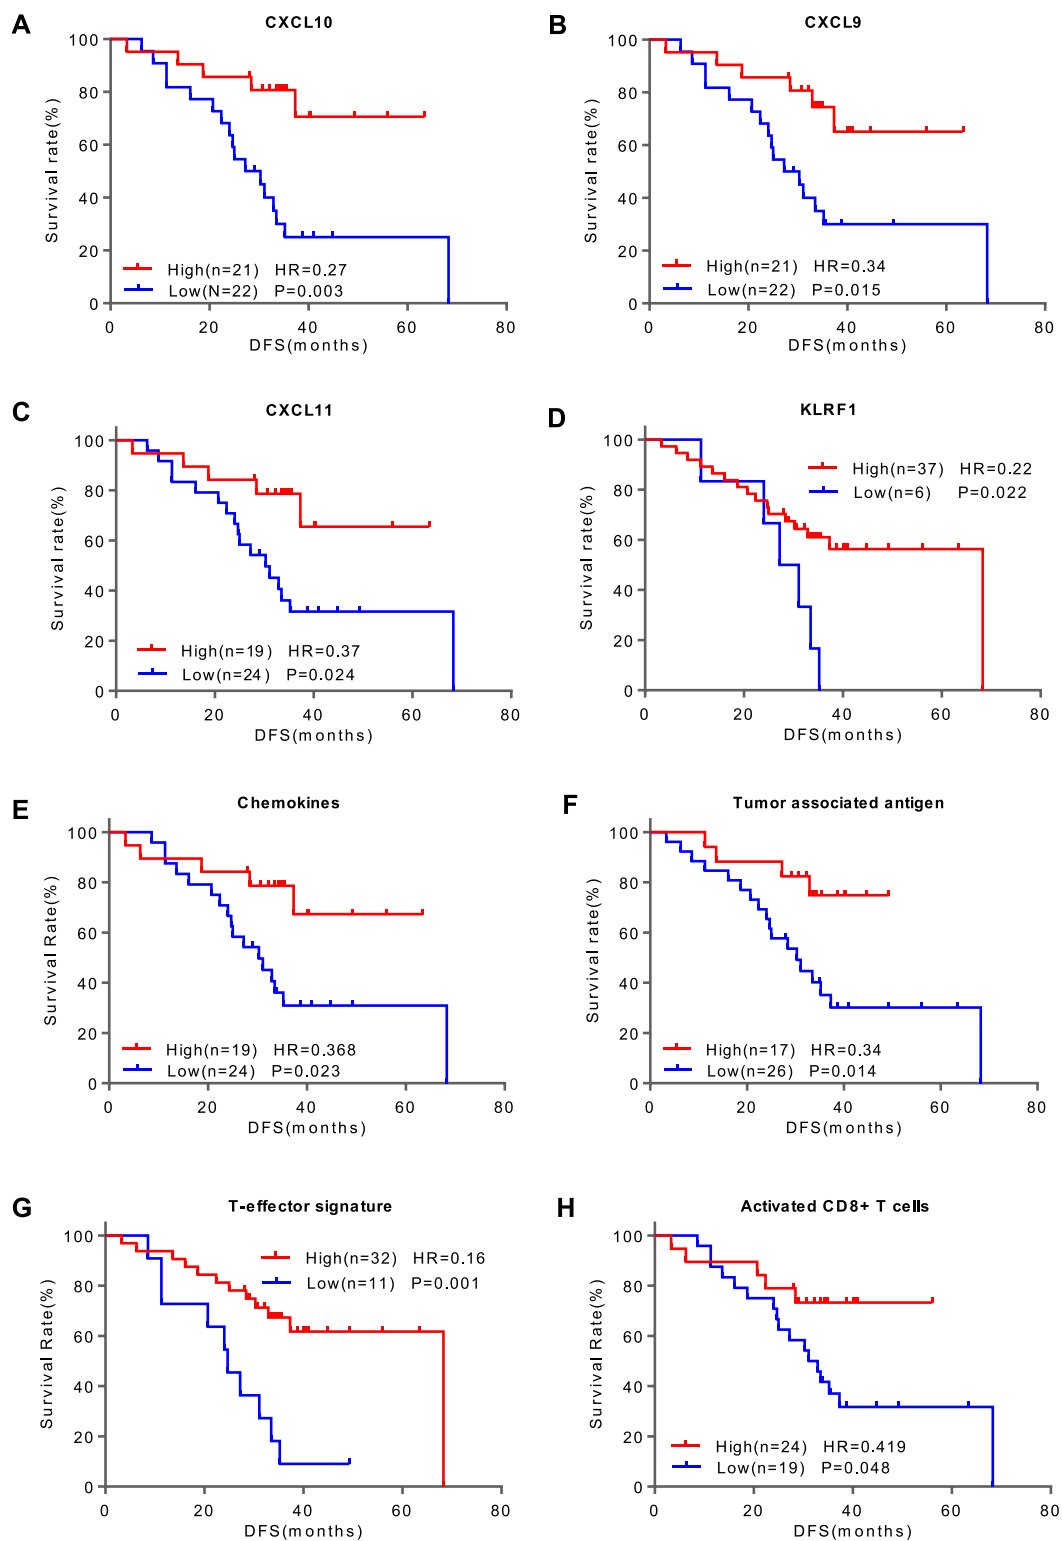 A
CXCL10
Survival rate(%)
100
80
60
40
20
0
High(n=21) HR=0.27
Low(N=22) P=0.003
0 20 40 60 80
DFS(months)
B
CXCL9
Survival rate(%)
100
80
60
40
20
0
High(n=21) HR=0.34
Low(n=22) P=0.015
0 20 40 60 80
DFS(months)
C
CXCL11
Survival rate(%)
100
80
60
40
20
0
High(n=19) HR=0.37
Low(n=24) P=0.024
0 20 40 60 80
DFS(months)
D
KLRF1
Survival rate(%)
100
80
60
40
20
0
High(n=37) HR=0.22
Low(n=6) P=0.022
0 20 40 60 80
DFS(months)
E
Chemokines
Survival Rate(%)
100
80
60
40
20
0
High(n=19) HR=0.368
Low(n=24) P=0.023
0 20 40 60 80
DFS(months)
F
Tumor associated antigen
Survival rate(%)
100
80
60
40
20
0
High(n=17) HR=0.34
Low(n=26) P=0.014
0 20 40 60 80
DFS(months)
G
T-effector signature
Survival Rate(%)
100
80
60
40
20
0
High(n=32) HR=0.16
Low(n=11) P=0.001
0 20 40 60 80
DFS(months)
H
Activated CD8+ T cells
Survival Rate(%)
100
80
60
40
20
0
High(n=24) HR=0.419
Low(n=19) P=0.048
0 20 40 60 80
DFS(months)